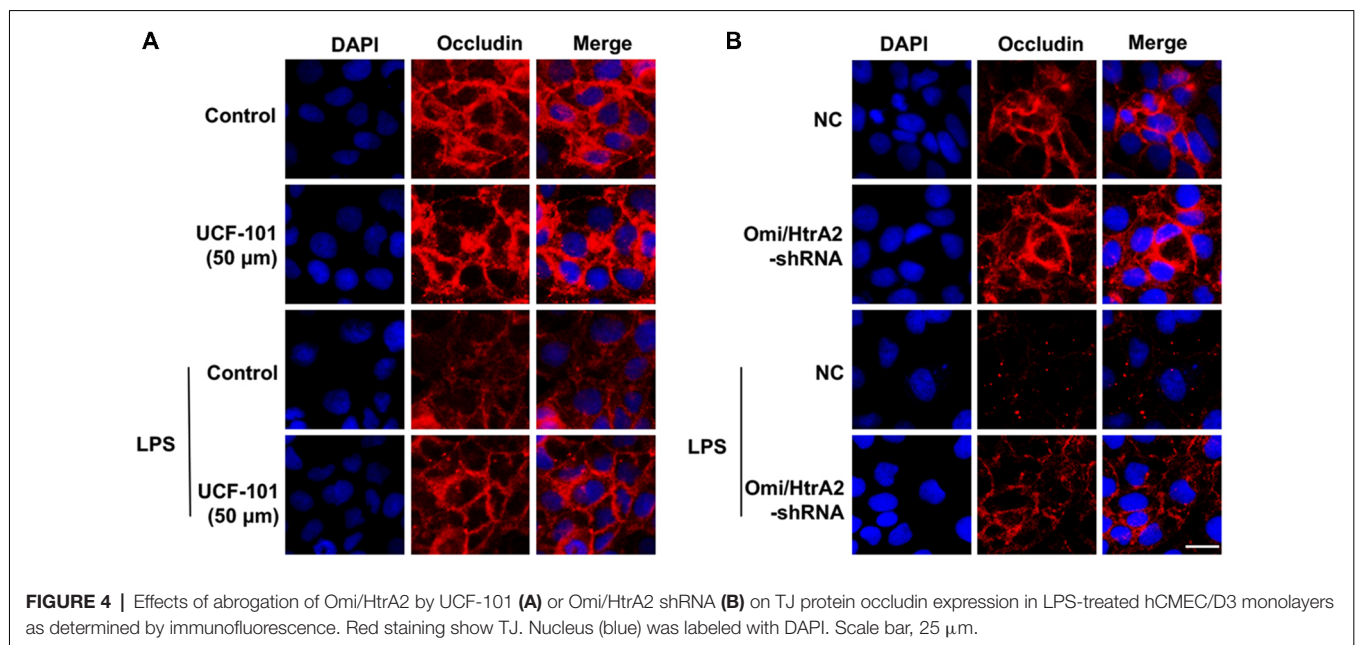 A
DAPI Occludin Merge
Control
UCF-101
(50 μm)
LPS
Control
UCF-101
(50 μm)
B
DAPI Occludin Merge
NC
Omi/HtrA2
-shRNA
LPS
NC
Omi/HtrA2
-shRNA
FIGURE 4 | Effects of abrogation of Omi/HtrA2 by UCF-101 (A) or Omi/HtrA2 shRNA (B) on TJ protein occludin expression in LPS-treated hCMEC/D3 monolayers
as determined by immunofluorescence. Red staining show TJ. Nucleus (blue) was labeled with DAPI. Scale bar, 25 μm.